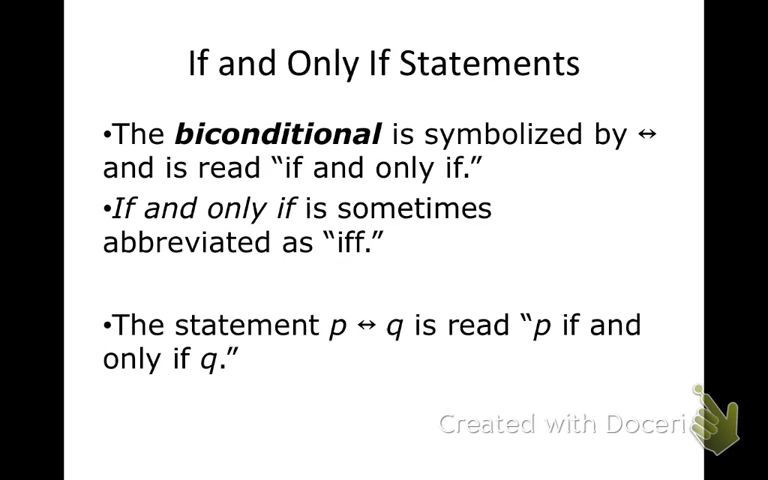 If and Only If Statements
•The biconditional is symbolized by ↔
and is read “if and only if.”
•If and only if is sometimes
abbreviated as “iff.”
•The statement p ↔ q is read “p if and
only if q.”
Created with Doceri